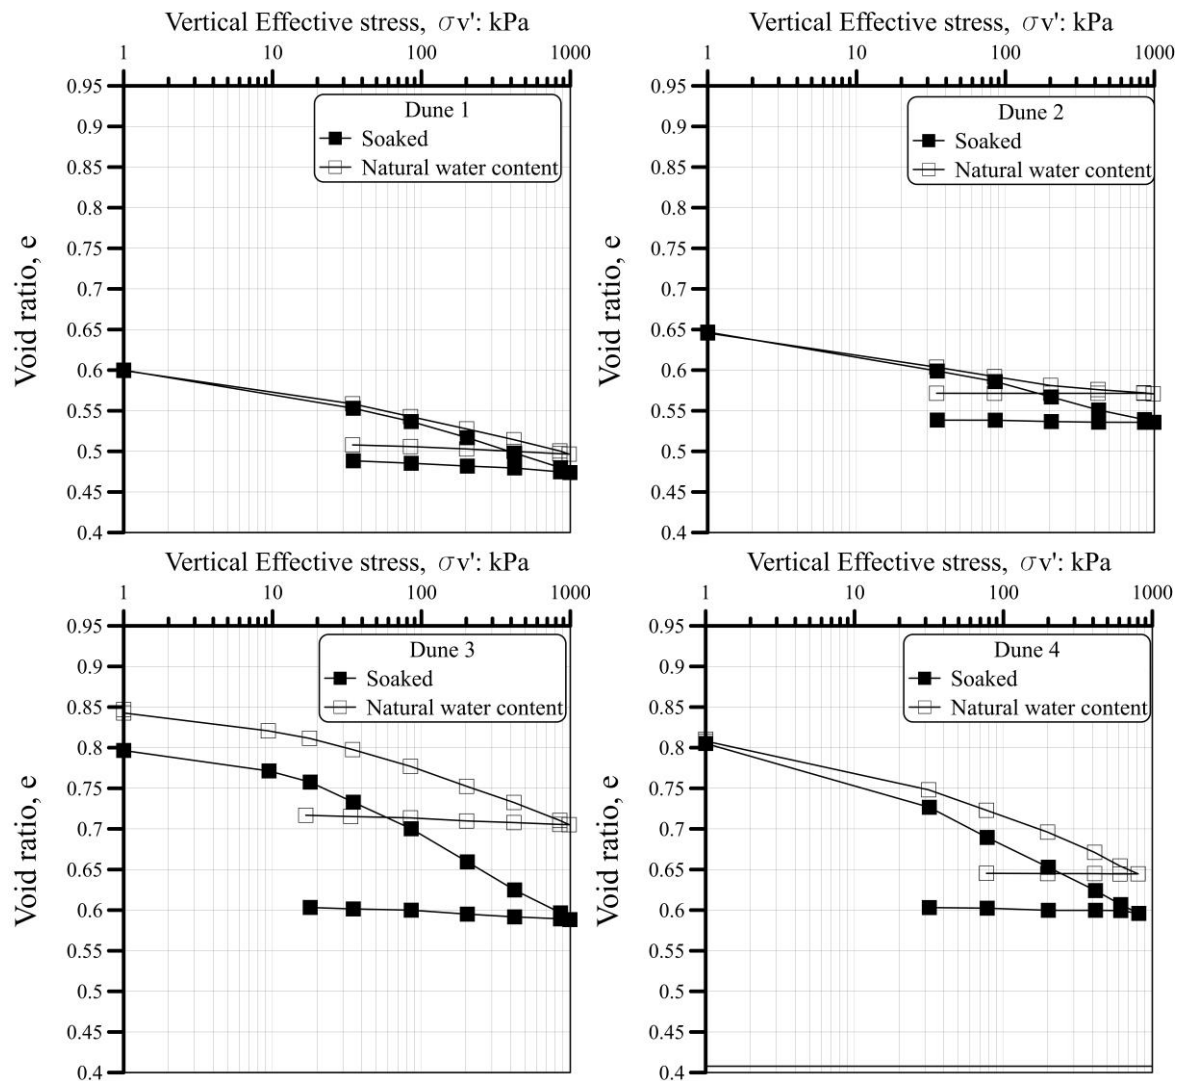 Vertical Effective stress, σv': kPa
1 10 100 1000
0.95
0.9
0.85
0.8
0.75
0.7
0.65
0.6
0.55
0.5
0.45
0.4
Void ratio, e
Dune 1
Soaked
Natural water content
Vertical Effective stress, σv': kPa
1 10 100 1000
0.95
0.9
0.85
0.8
0.75
0.7
0.65
0.6
0.55
0.5
0.45
0.4
Void ratio, e
Dune 2
Soaked
Natural water content
Vertical Effective stress, σv': kPa
1 10 100 1000
0.95
0.9
0.85
0.8
0.75
0.7
0.65
0.6
0.55
0.5
0.45
0.4
Void ratio, e
Dune 3
Soaked
Natural water content
Vertical Effective stress, σv': kPa
1 10 100 1000
0.95
0.9
0.85
0.8
0.75
0.7
0.65
0.6
0.55
0.5
0.45
0.4
Void ratio, e
Dune 4
Soaked
Natural water content